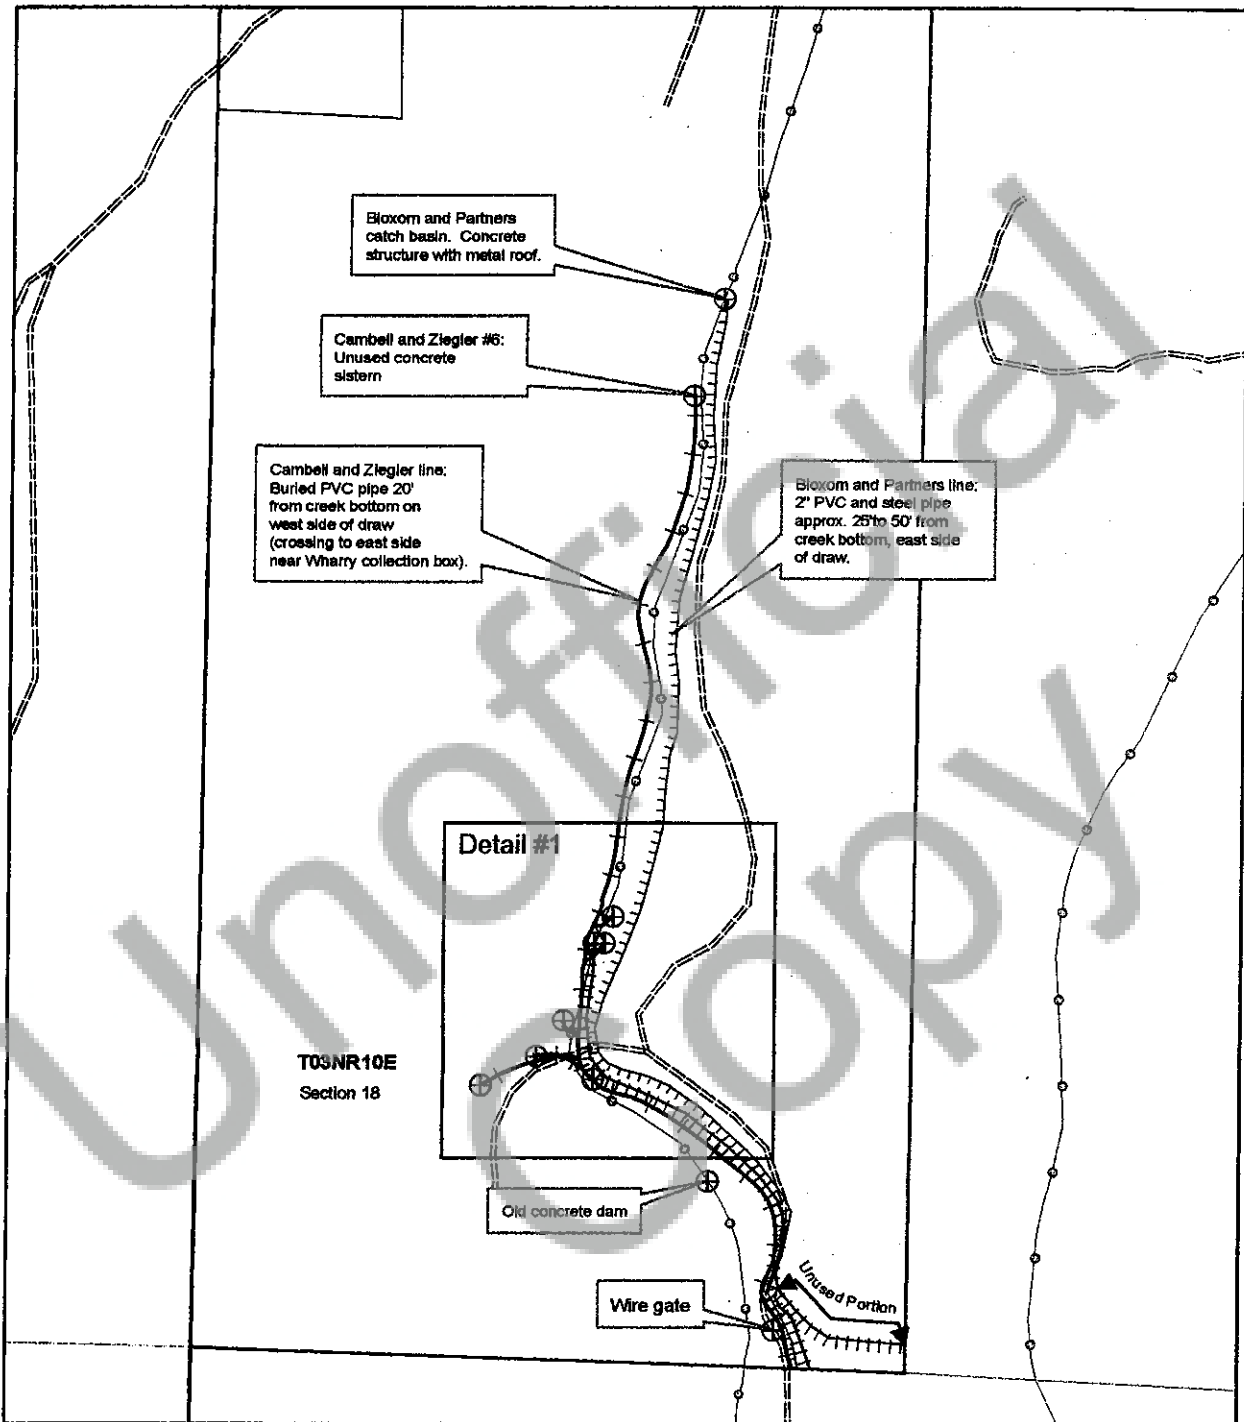 Bloxom and Partners
catch basin. Concrete
structure with metal roof.
Cambell and Ziegler #6:
Unused concrete
sistern
Cambell and Ziegler line:
Buried PVC pipe 20'
from creek bottom on
west side of draw
(crossing to east side
near Wharry collection box).
Bloxom and Partners line:
2" PVC and steel pipe
approx. 25'to 50' from
creek bottom, east side
of draw.
Detail #1
T03NR10E
Section 18
Old concrete dam
Wire gate
Unused Portion
Unofficial
Copy